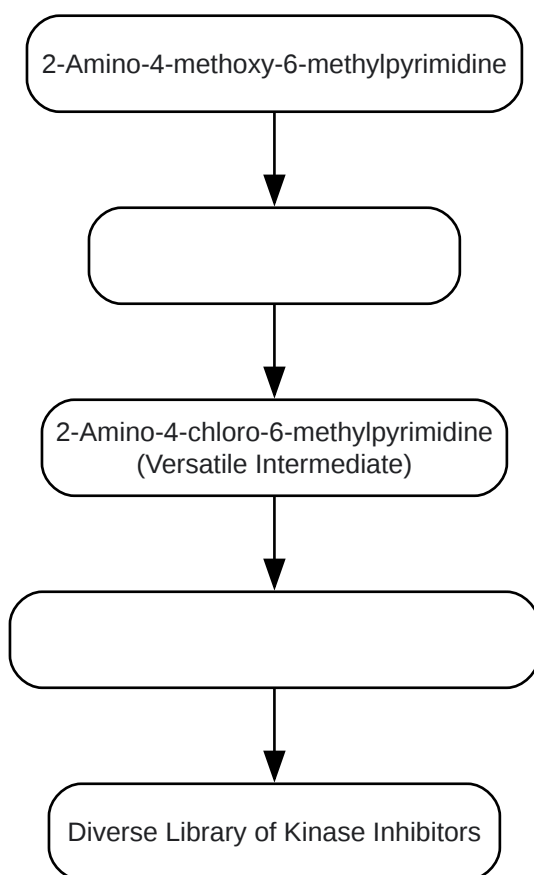 2-Amino-4-methoxy-6-methylpyrimidine
2-Amino-4-chloro-6-methylpyrimidine
(Versatile Intermediate)
Diverse Library of Kinase Inhibitors